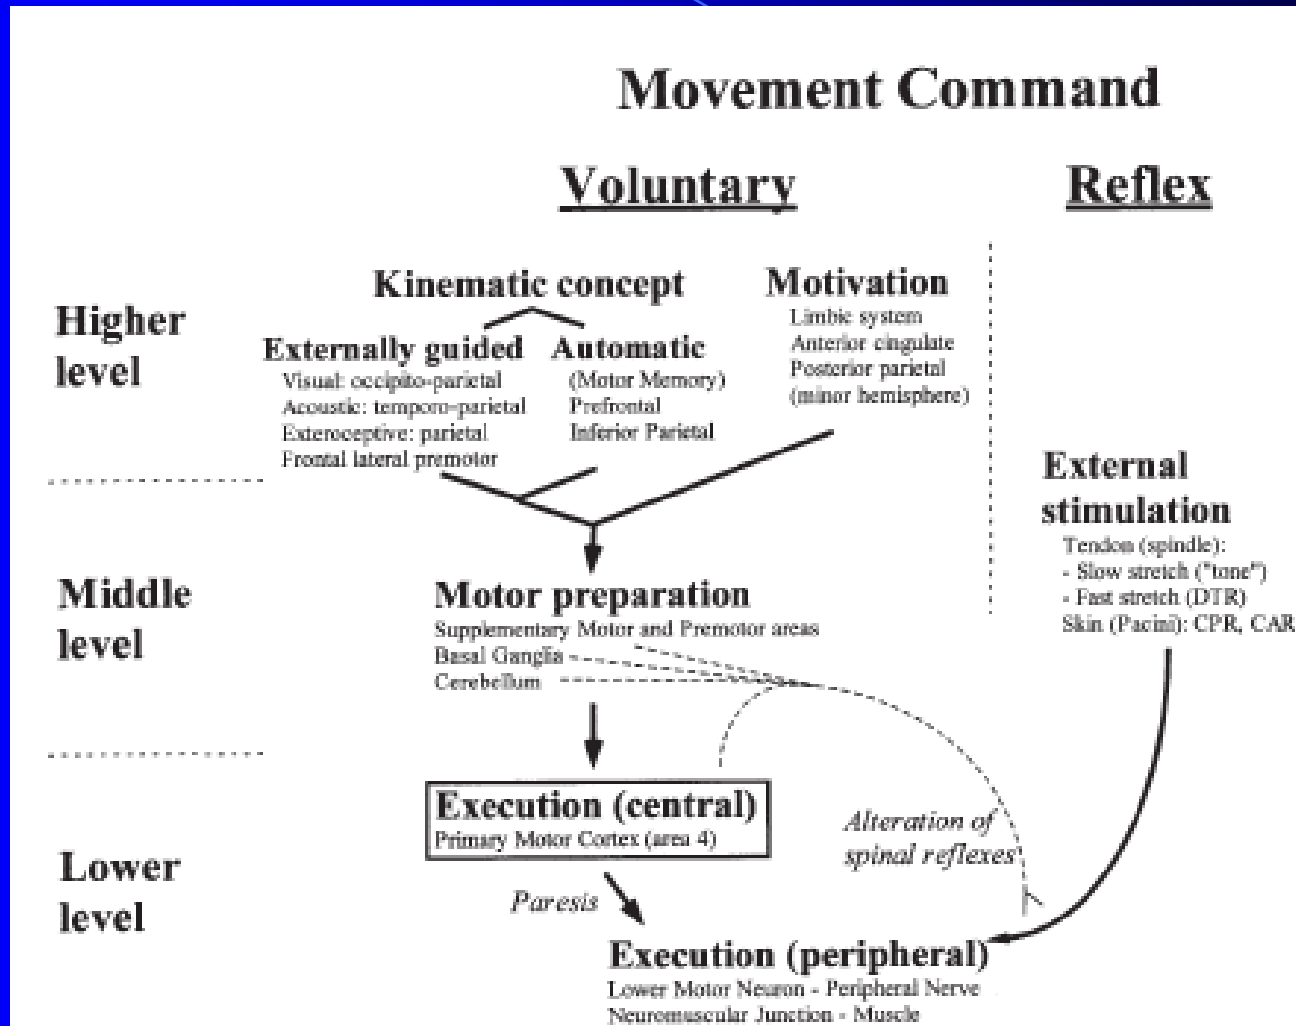 Movement Command
Voluntary
Reflex
Higher
level
Kinematic concept
Externally guided
Visual: occipito-parietal
Acoustic: temporo-parietal
Exteroceptive: parietal
Frontal lateral premotor
Automatic
(Motor Memory)
Prefrontal
Inferior Parietal
Motivation
Limbic system
Anterior cingulate
Posterior parietal
(minor hemisphere)
External
stimulation
Tendon (spindle):
- Slow stretch ("tone")
- Fast stretch (DTR)
Skin (Pacini): CPR, CAR
Middle
level
Motor preparation
Supplementary Motor and Premotor areas
Basal Ganglia
Cerebellum
Lower
level
Execution (central)
Primary Motor Cortex (area 4)
Alteration of
spinal reflexes
Paresis
Execution (peripheral)
Lower Motor Neuron - Peripheral Nerve
Neuromuscular Junction - Muscle